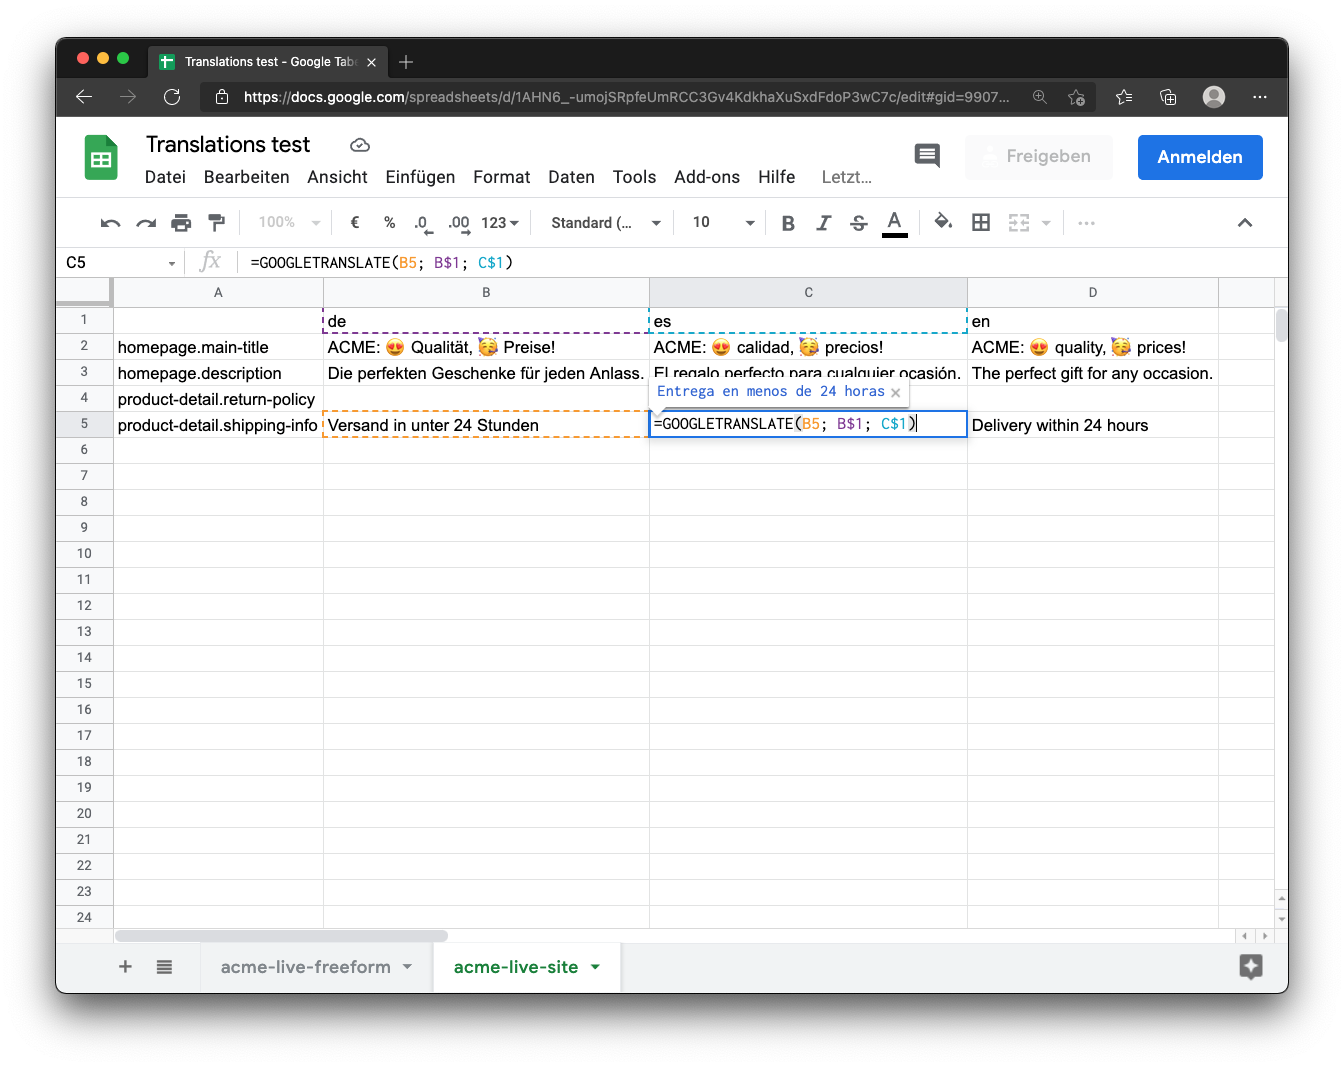 Translations test - Google Tabe
https://docs.google.com/spreadsheets/d/1AHN6_-umojSRpfeUmRCC3Gv4KdkhaXuSxdFdoP3wC7c/edit#gid=9907...
Translations test
Freigeben
Anmelden
Datei Bearbeiten Ansicht Einfügen Format Daten Tools Add-ons Hilfe Letzt...
100% € % .0 .00 123 Standard (... 10 B I S A
C5 fx =GOOGLETRANSLATE(B5; B$1; C$1)
A B C D
1 de es en
2 homepage.main-title ACME: 😍 Qualität, 🥳 Preise! ACME: 😍 calidad, 🥳 precios! ACME: 😍 quality, 🥳 prices!
3 homepage.description Die perfekten Geschenke für jeden Anlass. El regalo perfecto para cualquier ocasión. The perfect gift for any occasion.
Entrega en menos de 24 horas ×
4 product-detail.return-policy
5 product-detail.shipping-info Versand in unter 24 Stunden =GOOGLETRANSLATE(B5; B$1; C$1) Delivery within 24 hours
6
7
8
9
10
11
12
13
14
15
16
17
18
19
20
21
22
23
24
acme-live-freeform acme-live-site